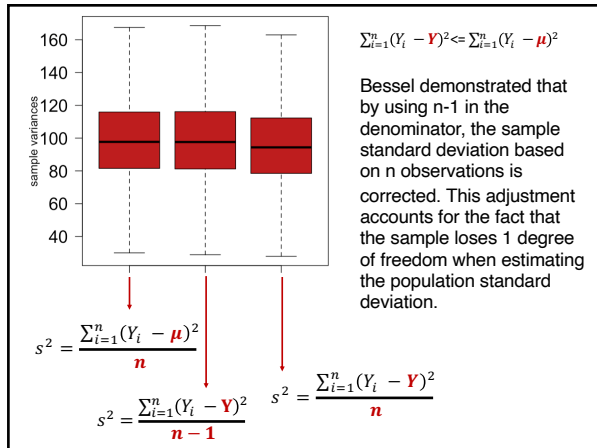 160
140
120
100
80
60
40
sample variances
∑ⁿᵢ₌₁(Yᵢ − Y)²<= ∑ⁿᵢ₌₁(Yᵢ − μ)²
Bessel demonstrated that
by using n-1 in the
denominator, the sample
standard deviation based
on n observations is
corrected. This adjustment
accounts for the fact that
the sample loses 1 degree
of freedom when estimating
the population standard
deviation.
s² = ∑ⁿᵢ₌₁(Yᵢ − μ)²
n
s² = ∑ⁿᵢ₌₁(Yᵢ − Y)²
n − 1
s² = ∑ⁿᵢ₌₁(Yᵢ − Y)²
n